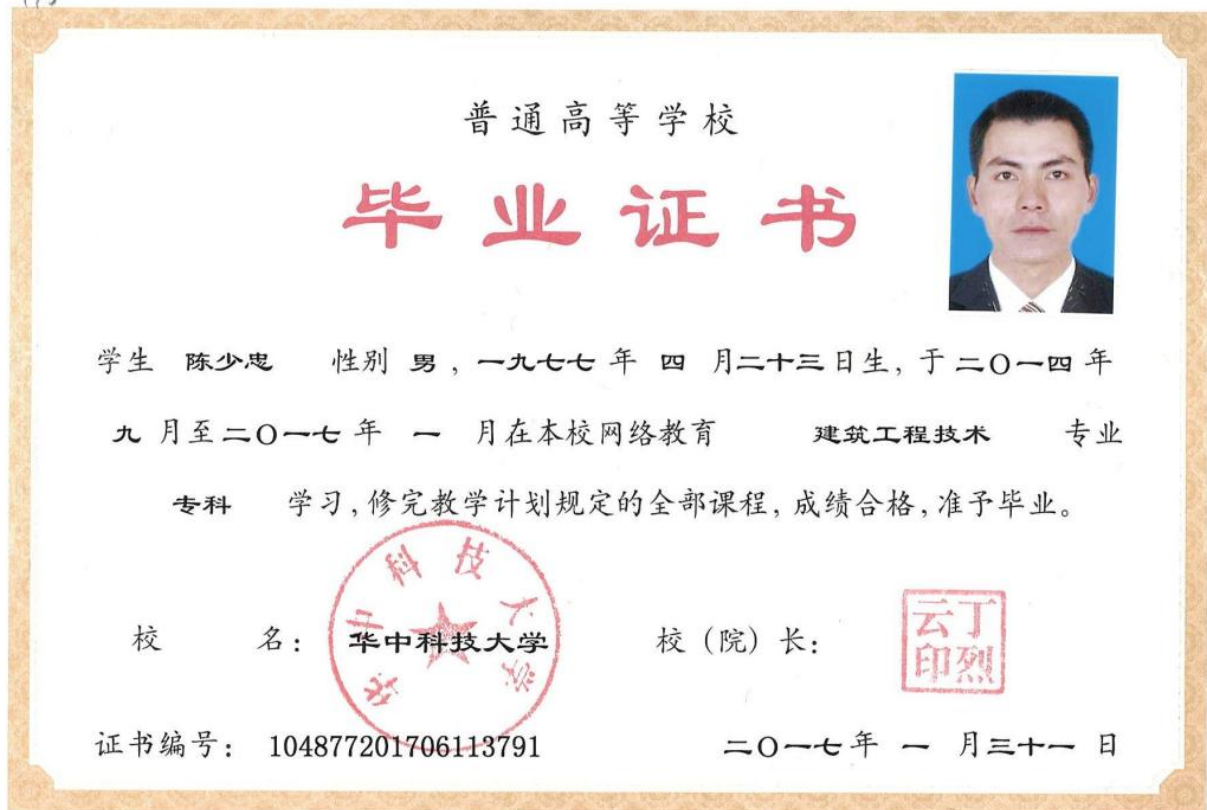 普通高等学校
毕业证书
学生 陈少忠 性别 男，一九七七 年 四 月二十三日生，于二〇一四年
九 月至二〇一七 年 一 月在本校网络教育 建筑工程技术 专业
专科 学习，修完教学计划规定的全部课程，成绩合格，准予毕业。
华中科技大学
校 名： 华中科技大学 校（院）长：
丁烈云印
证书编号： 104877201706113791 二〇一七年 一 月三十一 日